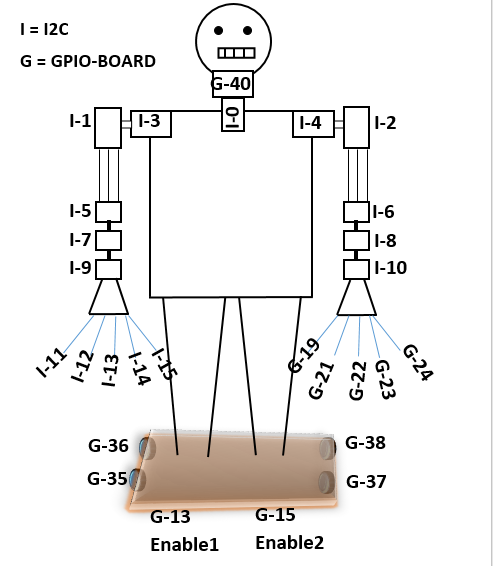 I = I2C
G = GPIO-BOARD
G-40
I-0
I-1
I-3
I-4
I-2
I-5
I-6
I-7
I-8
I-9
I-10
I-11
I-12
I-13
I-14
I-15
G-19
G-21
G-22
G-23
G-24
G-36
G-38
G-35
G-37
G-13
G-15
Enable1
Enable2